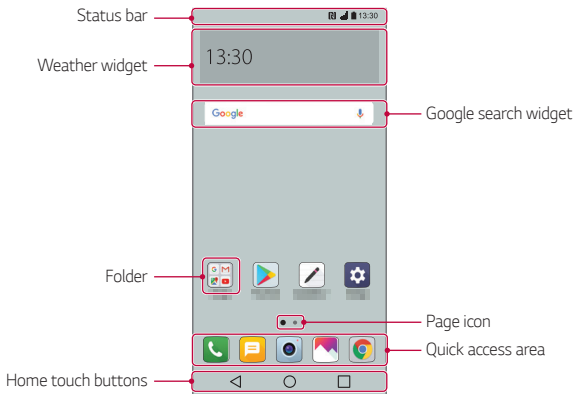 Status bar
13:30
Weather widget
13:30
Google
Google search widget
Folder
Page icon
Quick access area
Home touch buttons